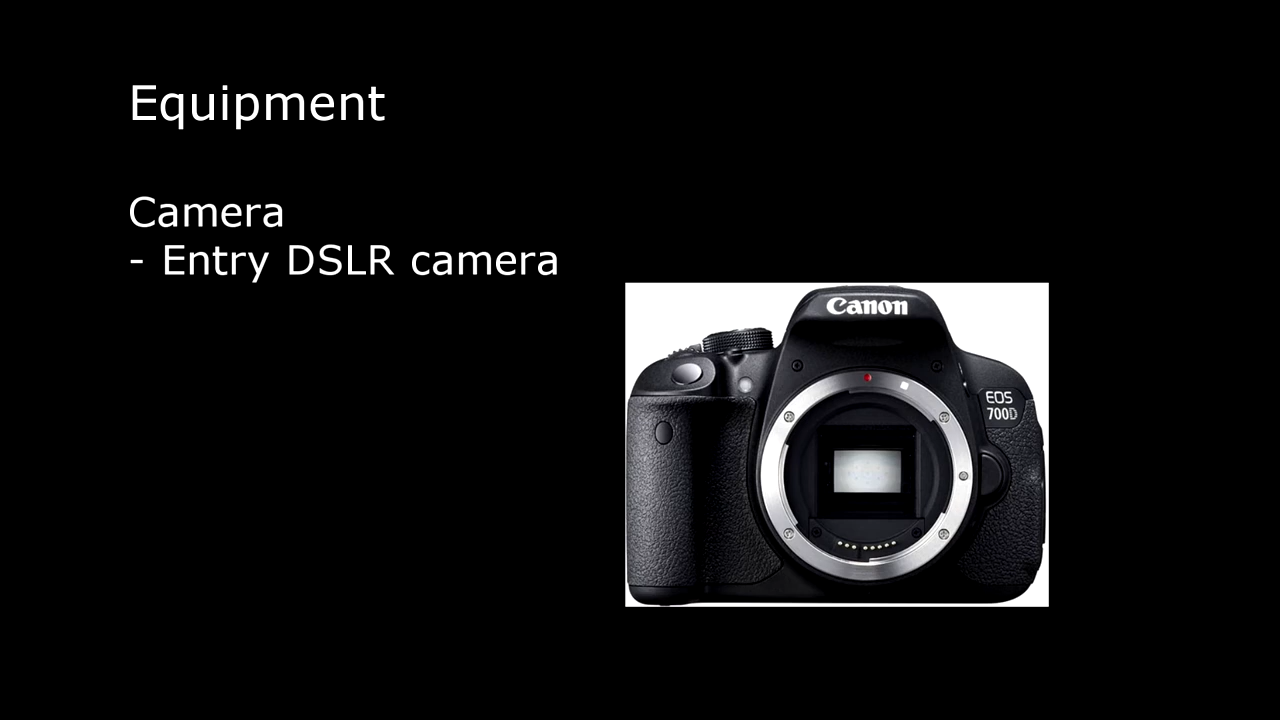 Equipment
Camera
- Entry DSLR camera
Canon
EOS
700D